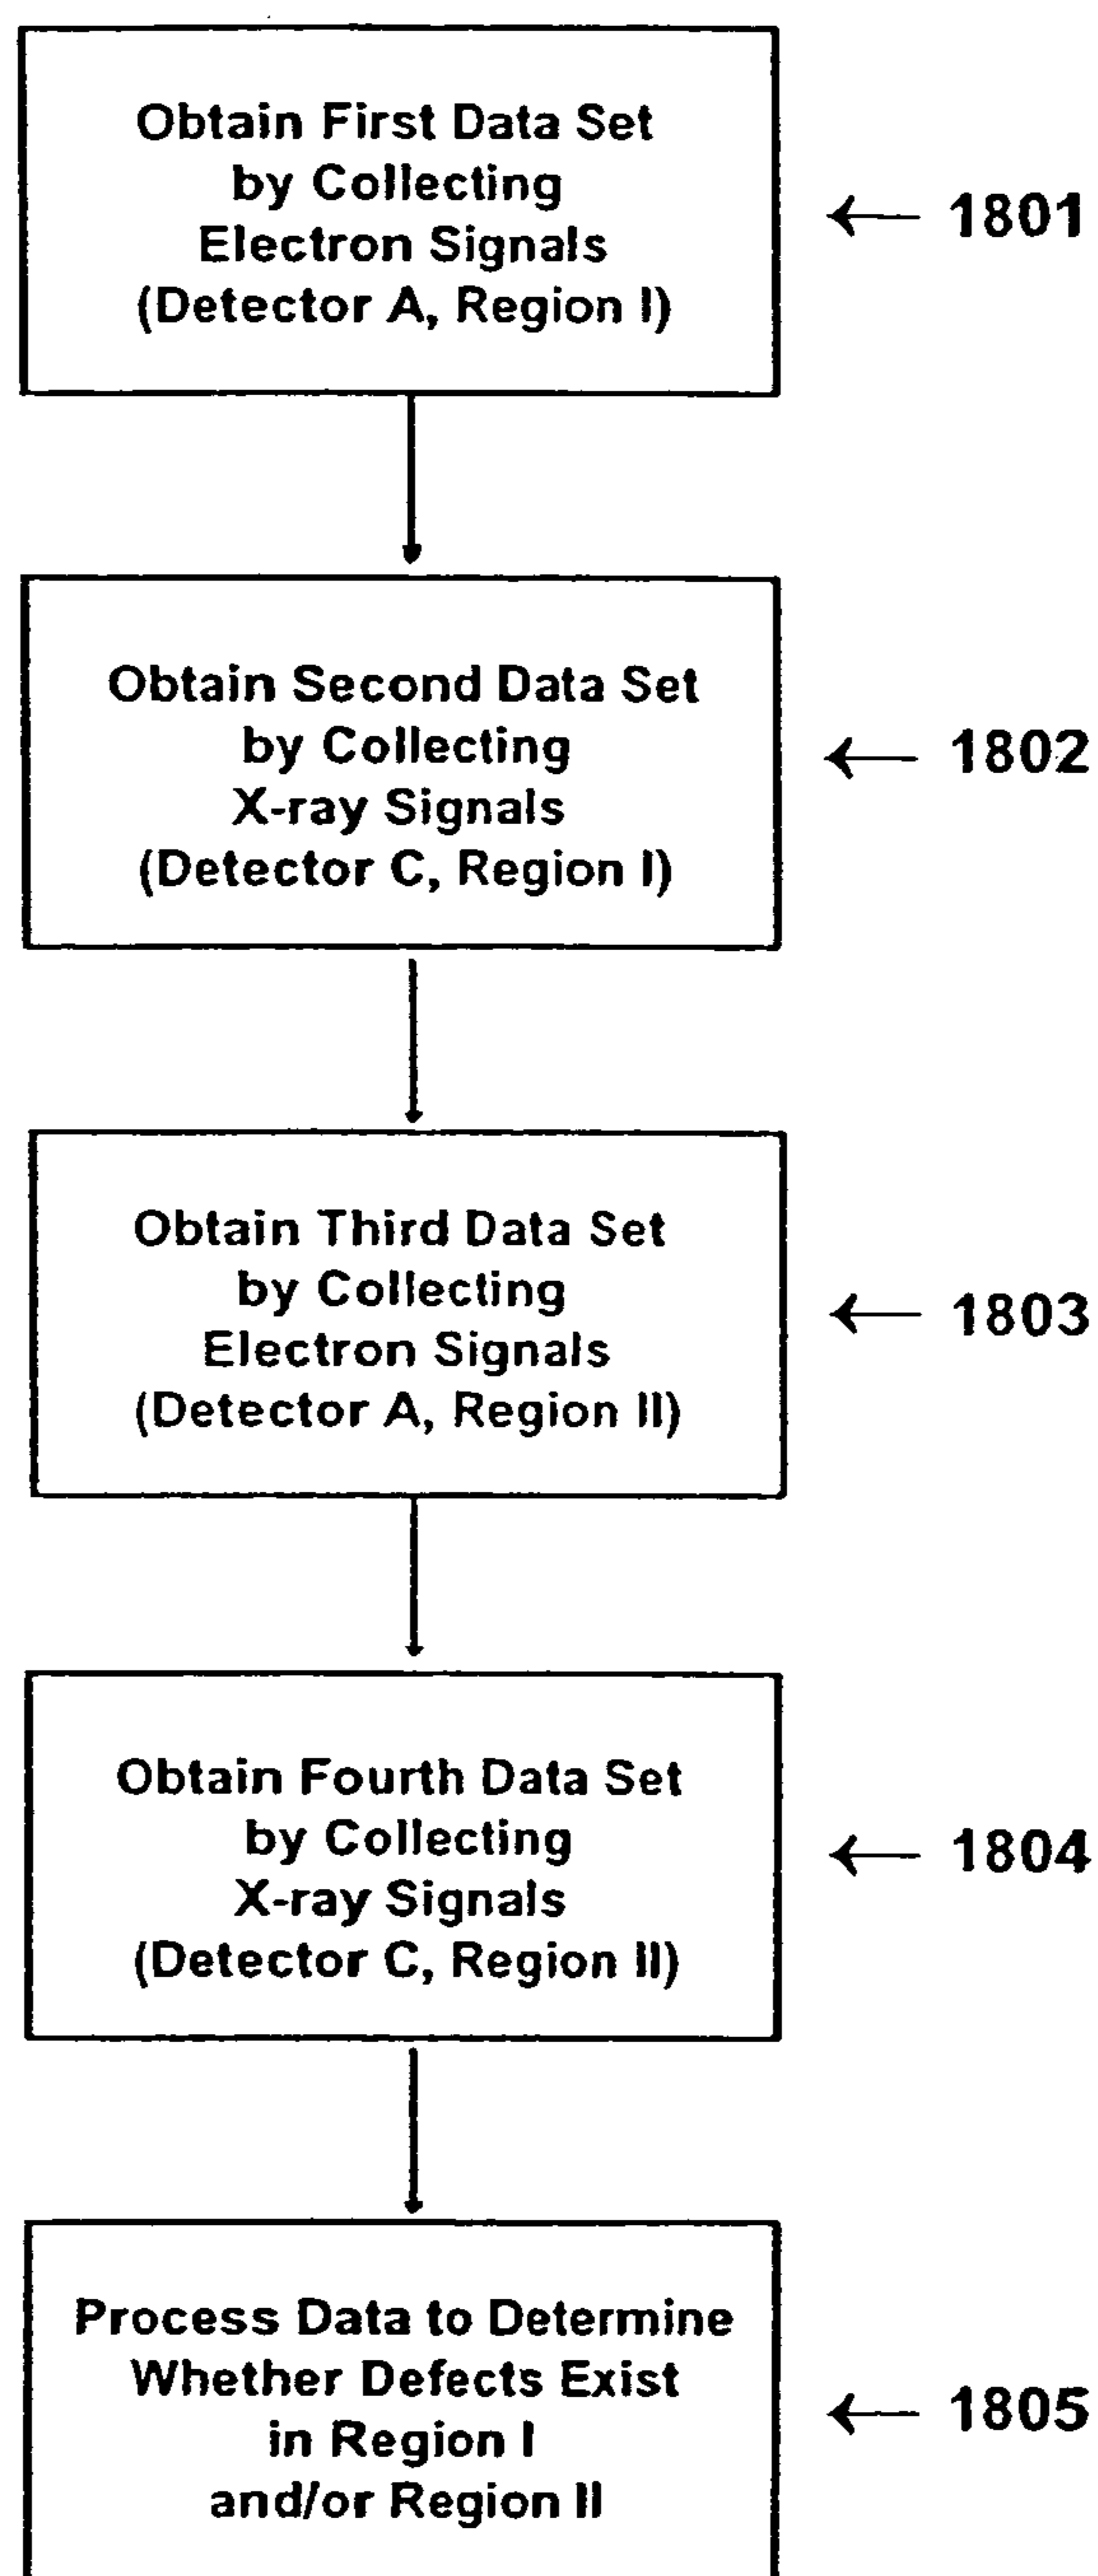 Obtain First Data Set
by Collecting
Electron Signals
(Detector A, Region I)
1801
Obtain Second Data Set
by Collecting
X-ray Signals
(Detector C, Region I)
1802
Obtain Third Data Set
by Collecting
Electron Signals
(Detector A, Region II)
1803
Obtain Fourth Data Set
by Collecting
X-ray Signals
(Detector C, Region II)
1804
Process Data to Determine
Whether Defects Exist
in Region I
and/or Region II
1805